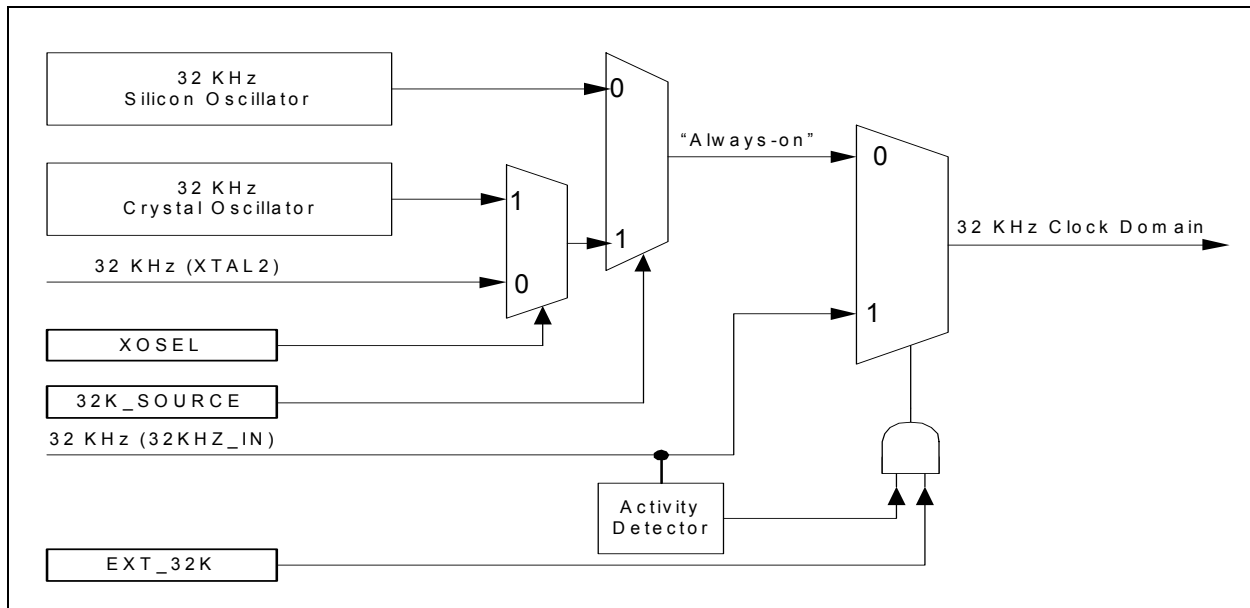 32 KHz
Silicon Oscillator
0
"Always-on"
0
32 KHz
Crystal Oscillator
1
1
32 KHz Clock Domain
32 KHz (XTAL2)
0
1
XOSEL
32K_SOURCE
32 KHz (32KHZ_IN)
Activity
Detector
EXT_32K